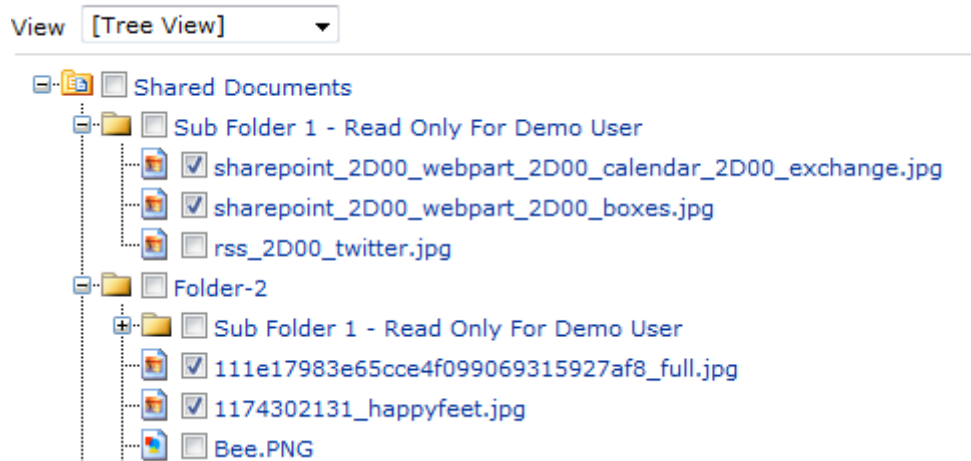 View [Tree View]
Shared Documents
Sub Folder 1 - Read Only For Demo User
sharepoint_2D00_webpart_2D00_calendar_2D00_exchange.jpg
sharepoint_2D00_webpart_2D00_boxes.jpg
rss_2D00_twitter.jpg
Folder-2
Sub Folder 1 - Read Only For Demo User
111e17983e65cce4f099069315927af8_full.jpg
1174302131_happyfeet.jpg
Bee.PNG